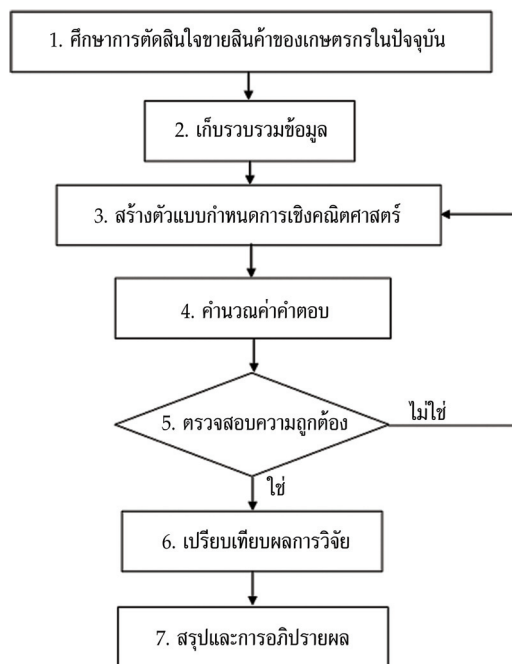 1. ศึกษาการตัดสินใจขายสินค้าของเกษตรกรในปัจจุบัน
2. เก็บรวบรวมข้อมูล
3. สร้างตัวแบบกำหนดการเชิงคณิตศาสตร์
4. คำนวณค่าคำตอบ
5. ตรวจสอบความถูกต้อง
ไม่ใช่
ใช่
6. เปรียบเทียบผลการวิจัย
7. สรุปและการอภิปรายผล